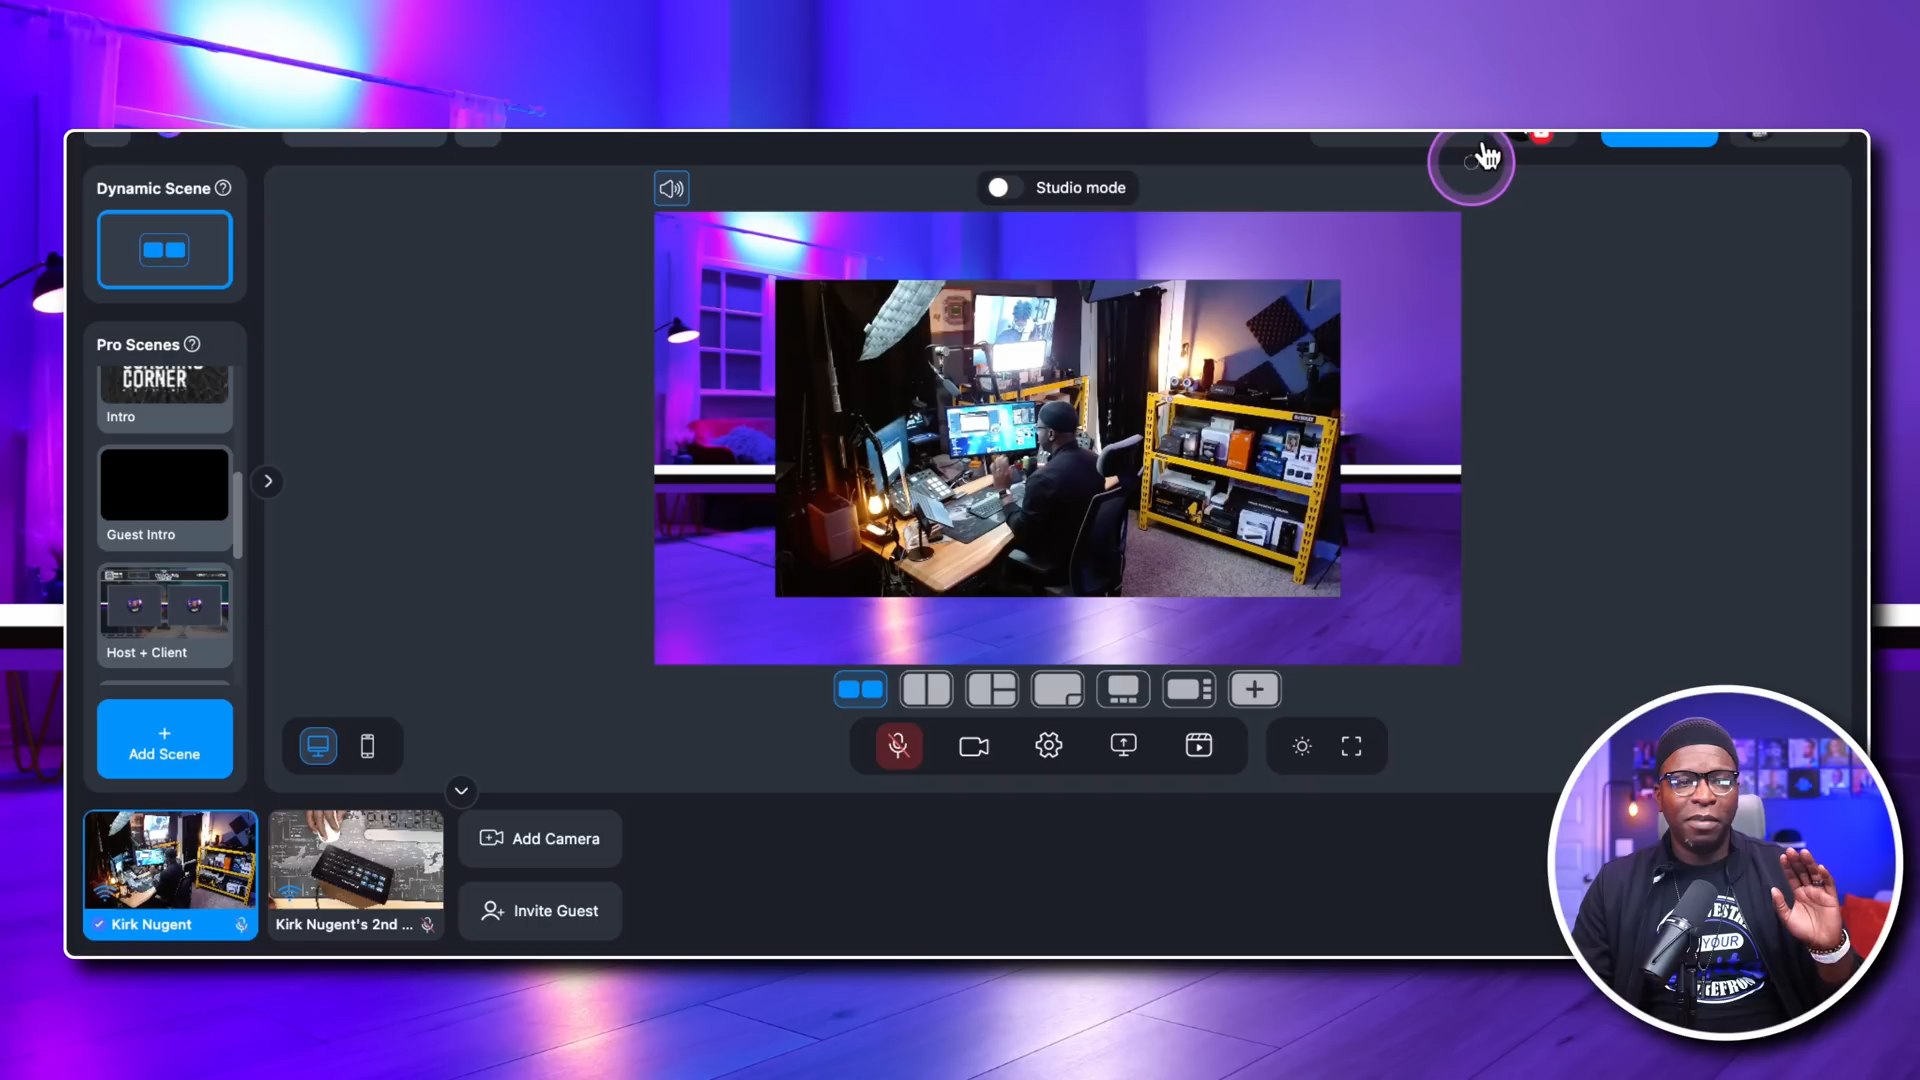 Dynamic Scene
Studio mode
Pro Scenes
CORNER
Intro
Guest Intro
Host + Client
+
Add Scene
Add Camera
Invite Guest
Kirk Nugent
Kirk Nugent's 2nd ...
YOUR